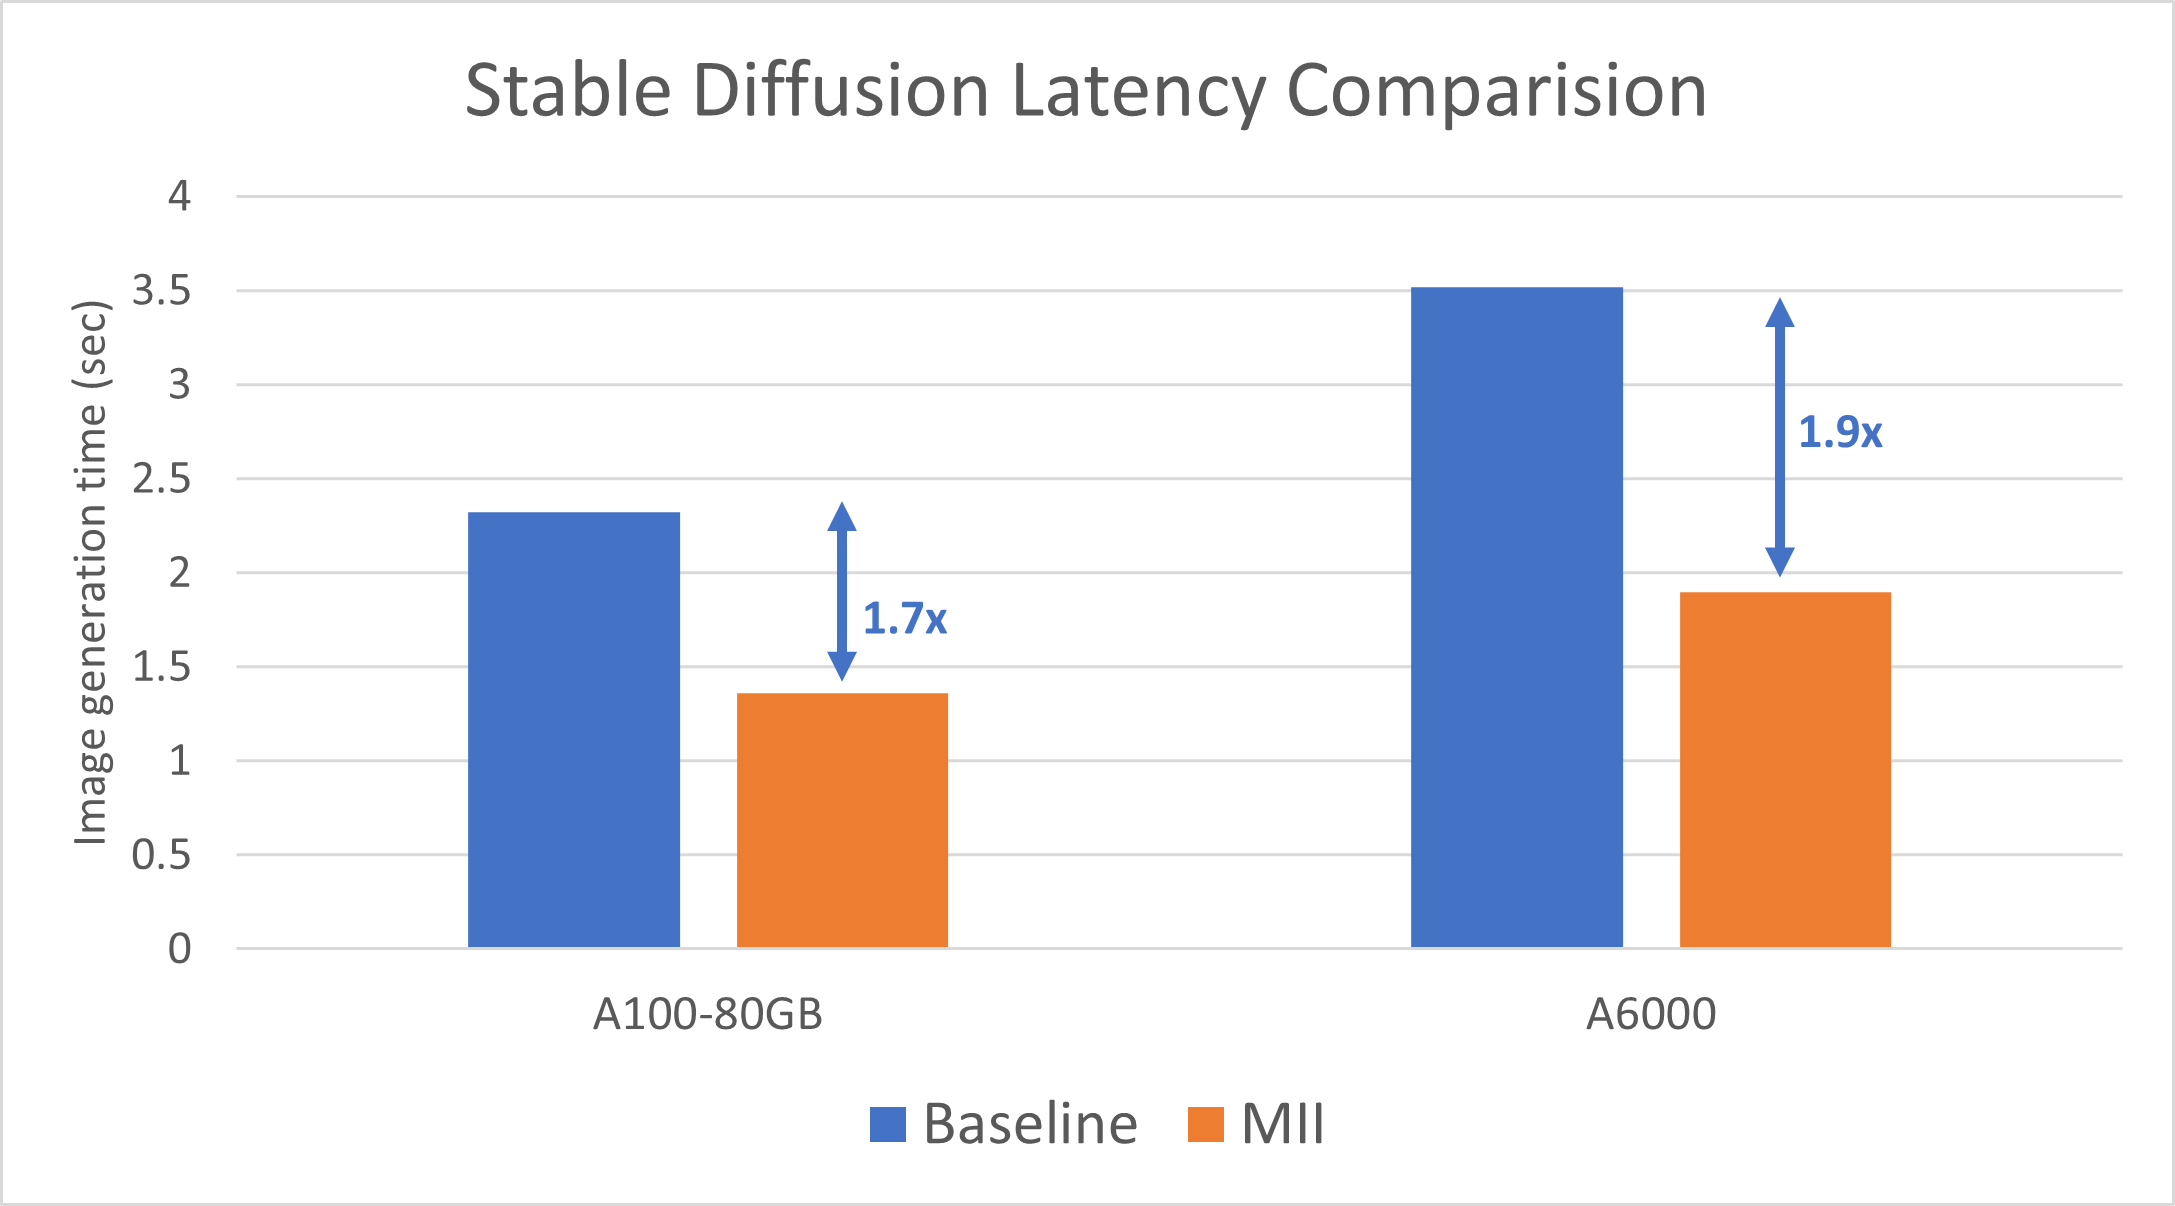 Stable Diffusion Latency Comparision
Image generation time (sec)
4
3.5
3
2.5
2
1.5
1
0.5
0
1.7x
1.9x
A100-80GB
A6000
Baseline
MII